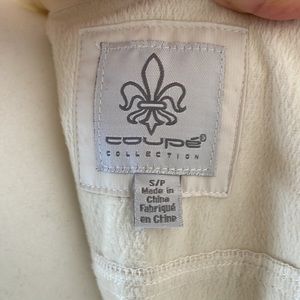 coupé®
COLLECTION
S/P
Made in
China
Fabriqué
en Chine